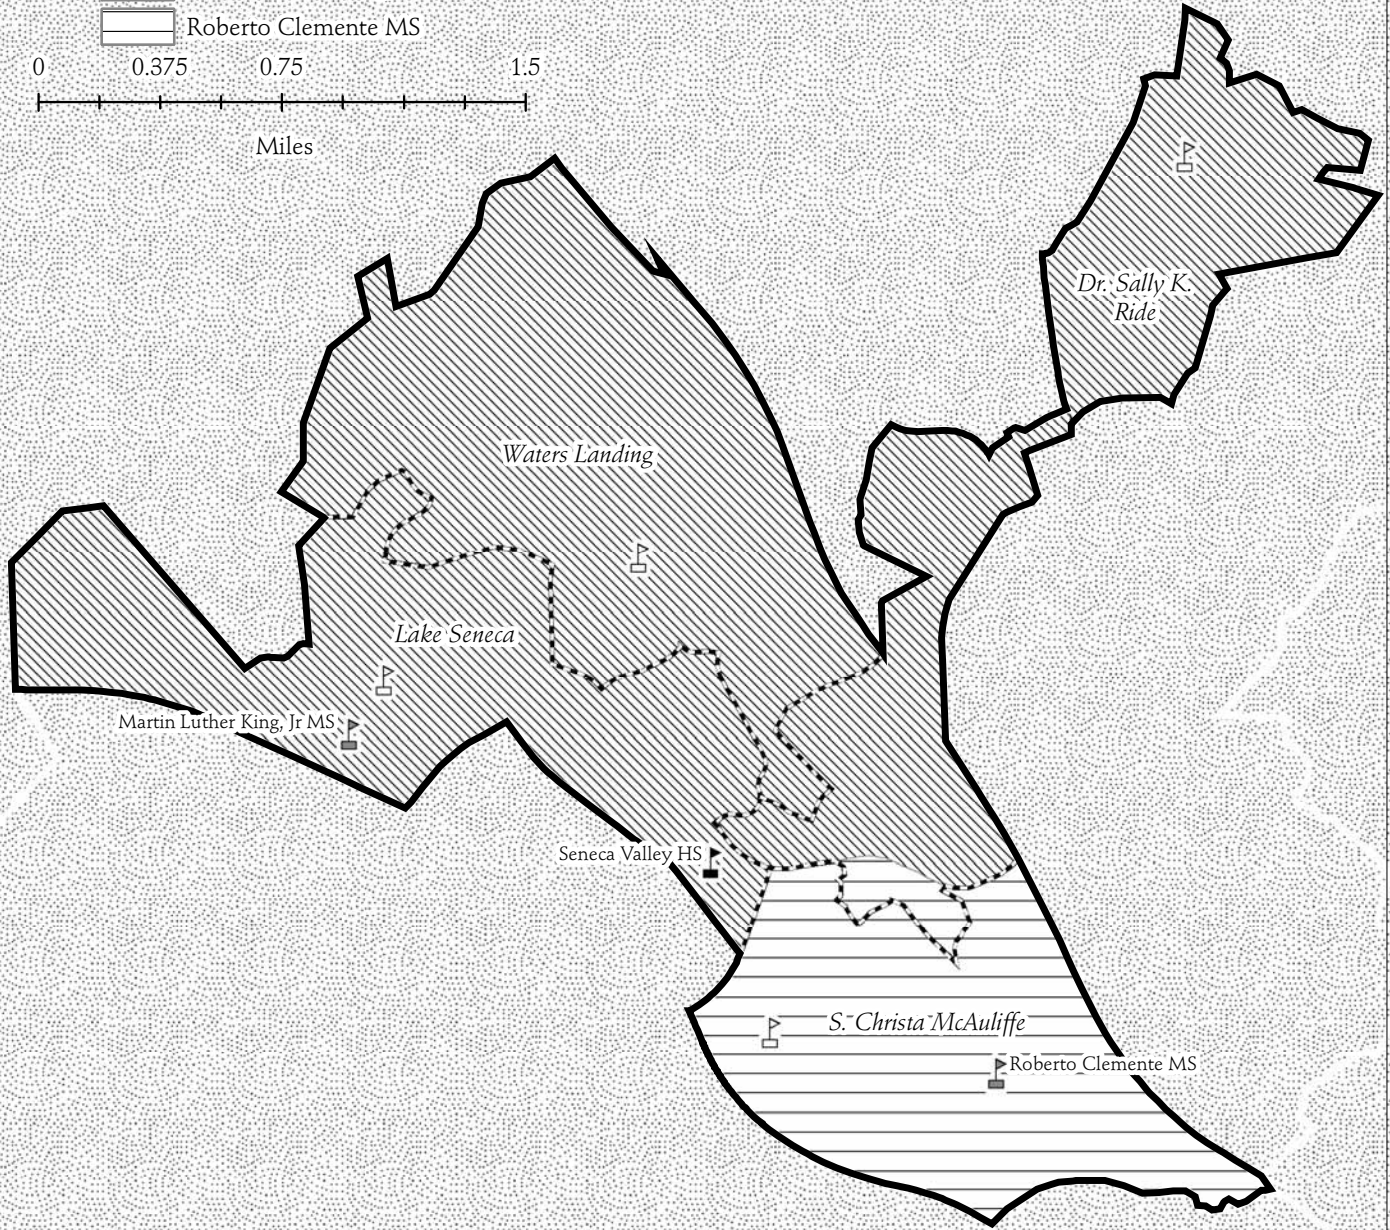 Roberto Clemente MS
0 0.375 0.75 1.5
Miles
Dr. Sally K.
Ride
Waters Landing
Lake Seneca
Martin Luther King, Jr MS
Seneca Valley HS
S. Christa McAuliffe
Roberto Clemente MS